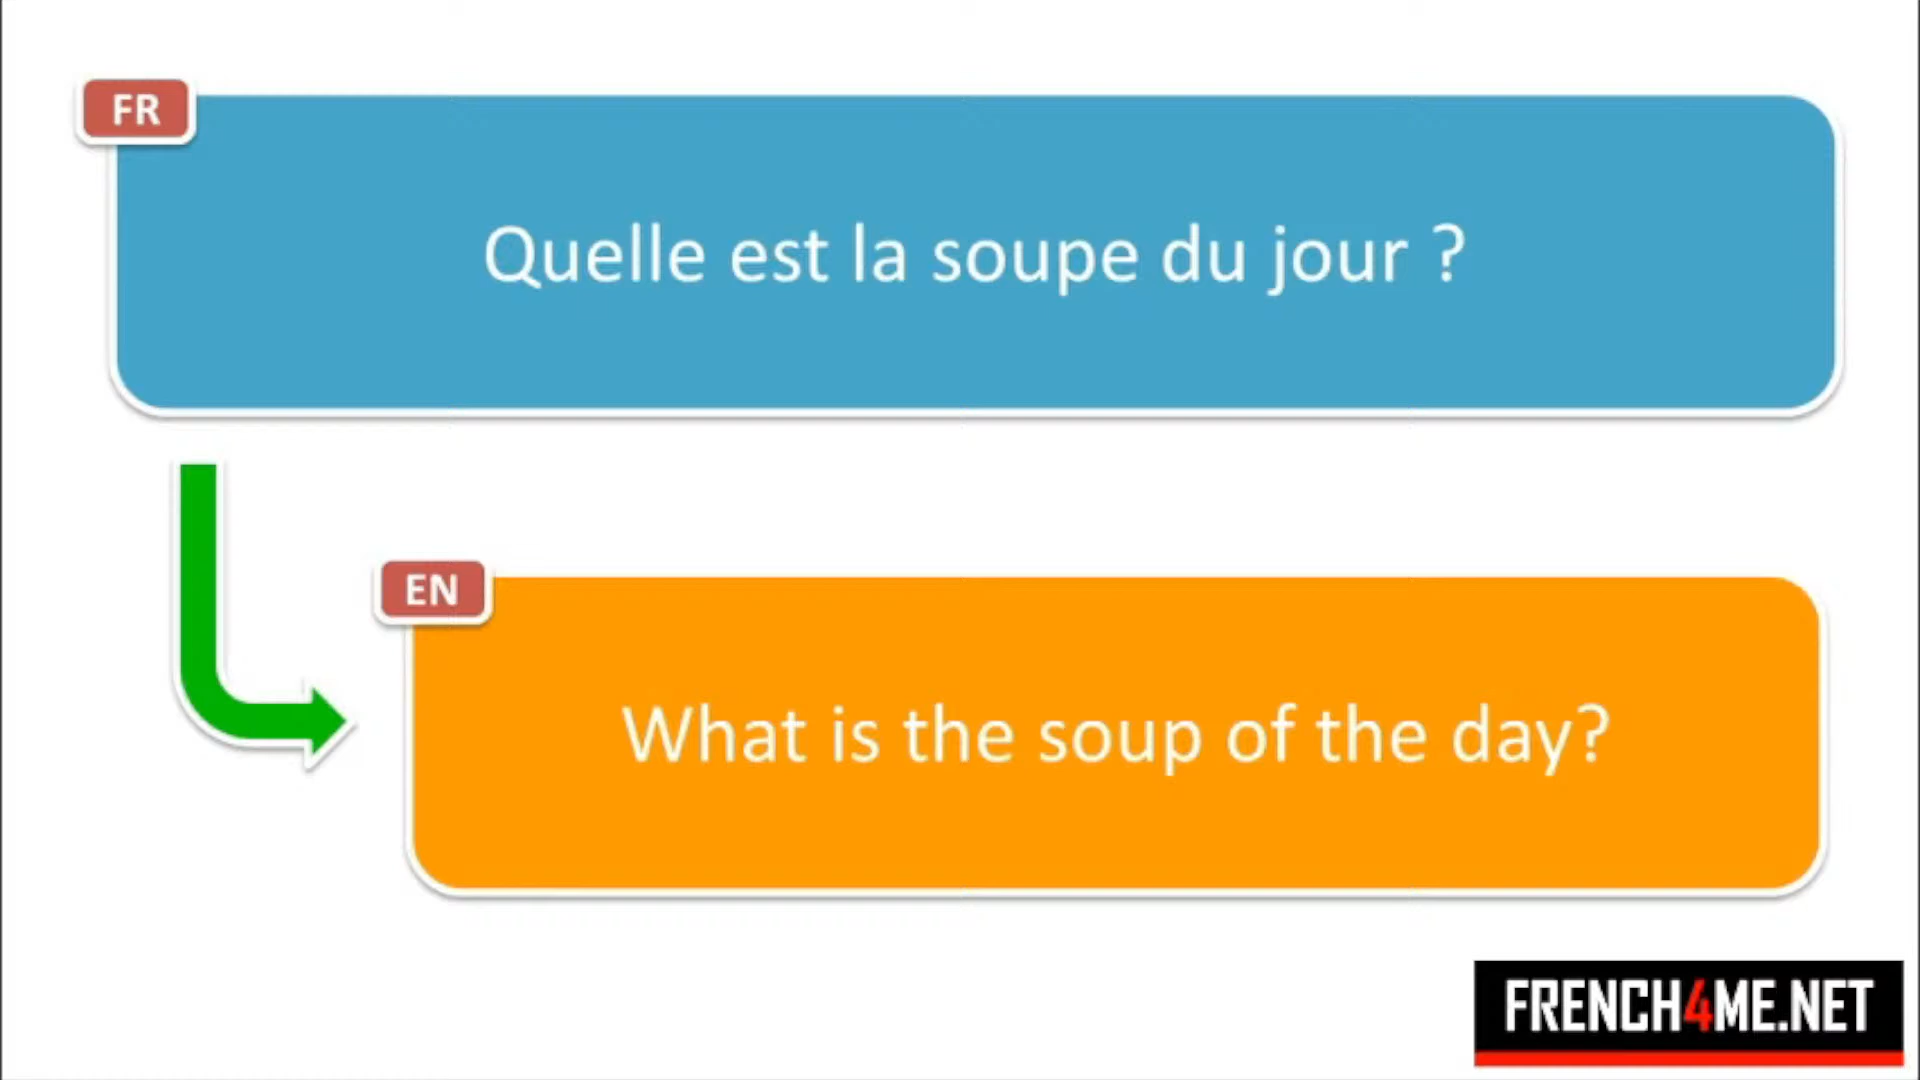 FR
Quelle est la soupe du jour ?
EN
What is the soup of the day?
FRENCH4ME.NET